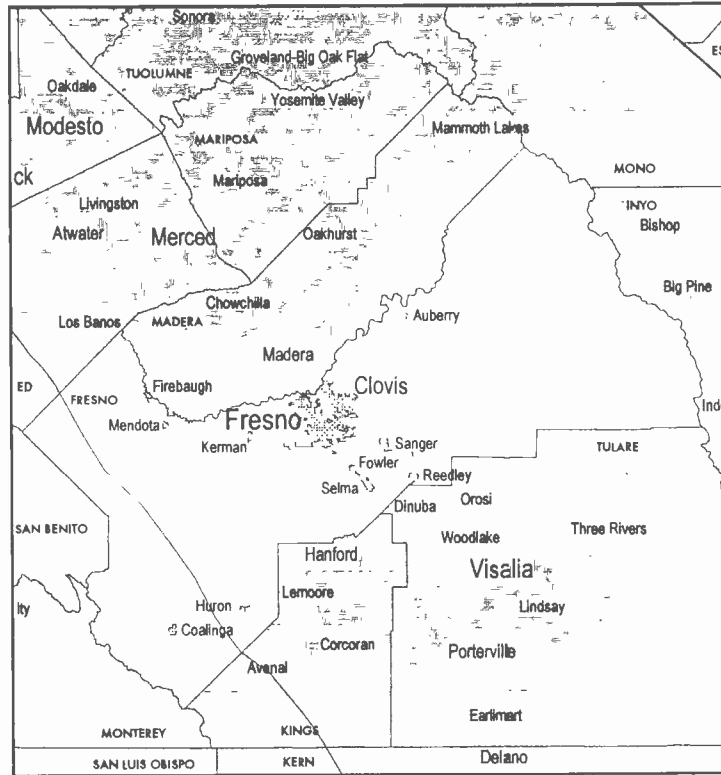 Sonora
ES
Groveland-Big Oak Flat
TUOLUMNE
Oakdale
Yosemite Valley
Modesto
Mammoth Lakes
MARIPOSA
MONO
ck
Mariposa
Livingston
INYO
Bishop
Atwater
Merced
Oakhurst
Big Pine
Chowchilla
Los Banos
MADERA
Auberry
Madera
ED
FRESNO
Firebaugh
Clovis
Inde
Mendota
Fresno
Kerman
Sanger
TULARE
Fowler
Selma
Reedley
Orosi
Dinuba
SAN BENITO
Woodlake
Three Rivers
Hanford
Visalia
Lemoore
ity
Huron
Lindsay
Coalinga
Corcoran
Porterville
Avenal
Earlimart
MONTEREY
KINGS
SAN LUIS OBISPO
KERN
Delano